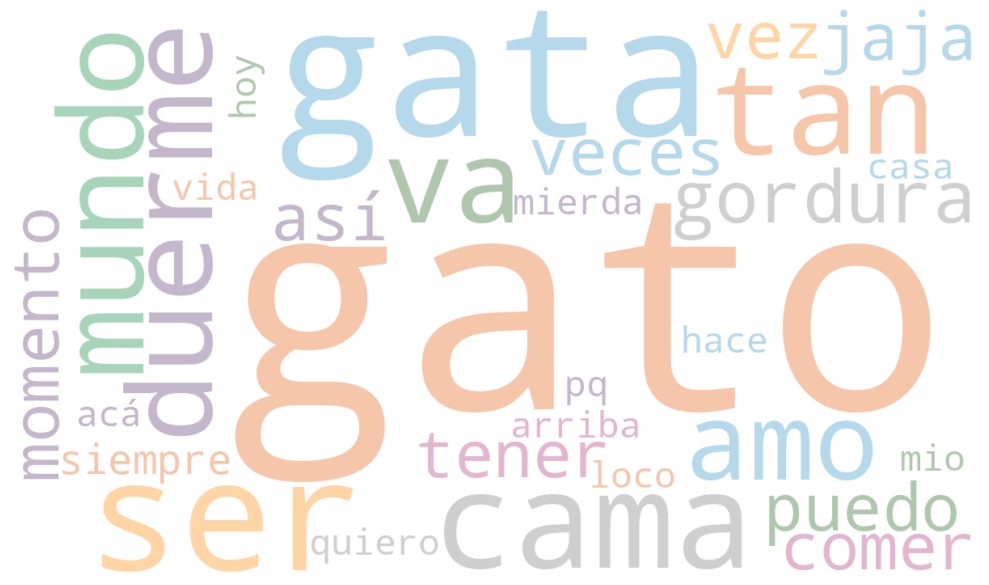 gata
vez
jaja
tan
mundo
duerme
hoy
va
veces
casa
vida
así
mierda
gordura
momento
gato
hace
pq
acá
arriba
siempre
tener
loco
amo
mio
ser
quiero
cama
puedo
comer